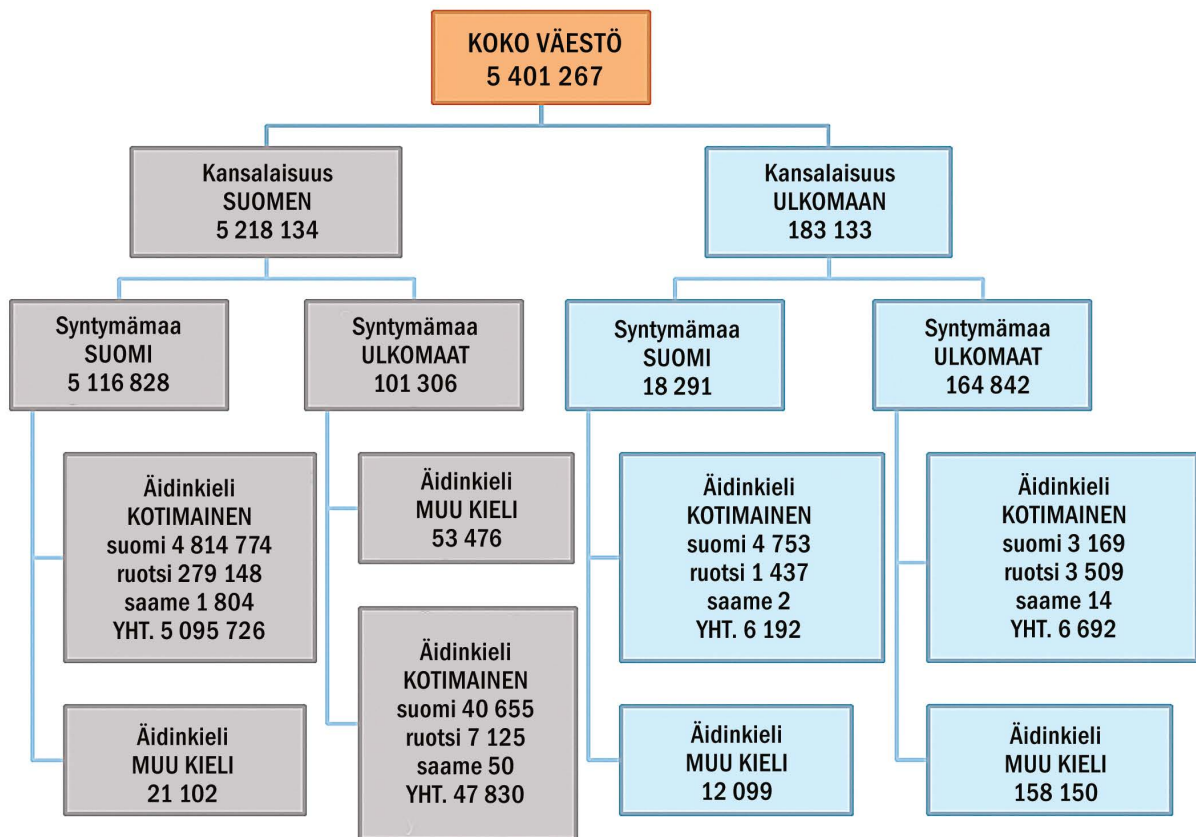 KOKO VÄESTÖ
5 401 267
Kansalaisuus
SUOMEN
5 218 134
Kansalaisuus
ULKOMAAN
183 133
Syntymämaa
SUOMI
5 116 828
Syntymämaa
ULKOMAAT
101 306
Syntymämaa
SUOMI
18 291
Syntymämaa
ULKOMAAT
164 842
Äidinkieli
KOTIMAINEN
suomi 4 814 774
ruotsi 279 148
saame 1 804
YHT. 5 095 726
Äidinkieli
MUU KIELI
21 102
Äidinkieli
MUU KIELI
53 476
Äidinkieli
KOTIMAINEN
suomi 40 655
ruotsi 7 125
saame 50
YHT. 47 830
Äidinkieli
KOTIMAINEN
suomi 4 753
ruotsi 1 437
saame 2
YHT. 6 192
Äidinkieli
MUU KIELI
12 099
Äidinkieli
KOTIMAINEN
suomi 3 169
ruotsi 3 509
saame 14
YHT. 6 692
Äidinkieli
MUU KIELI
158 150